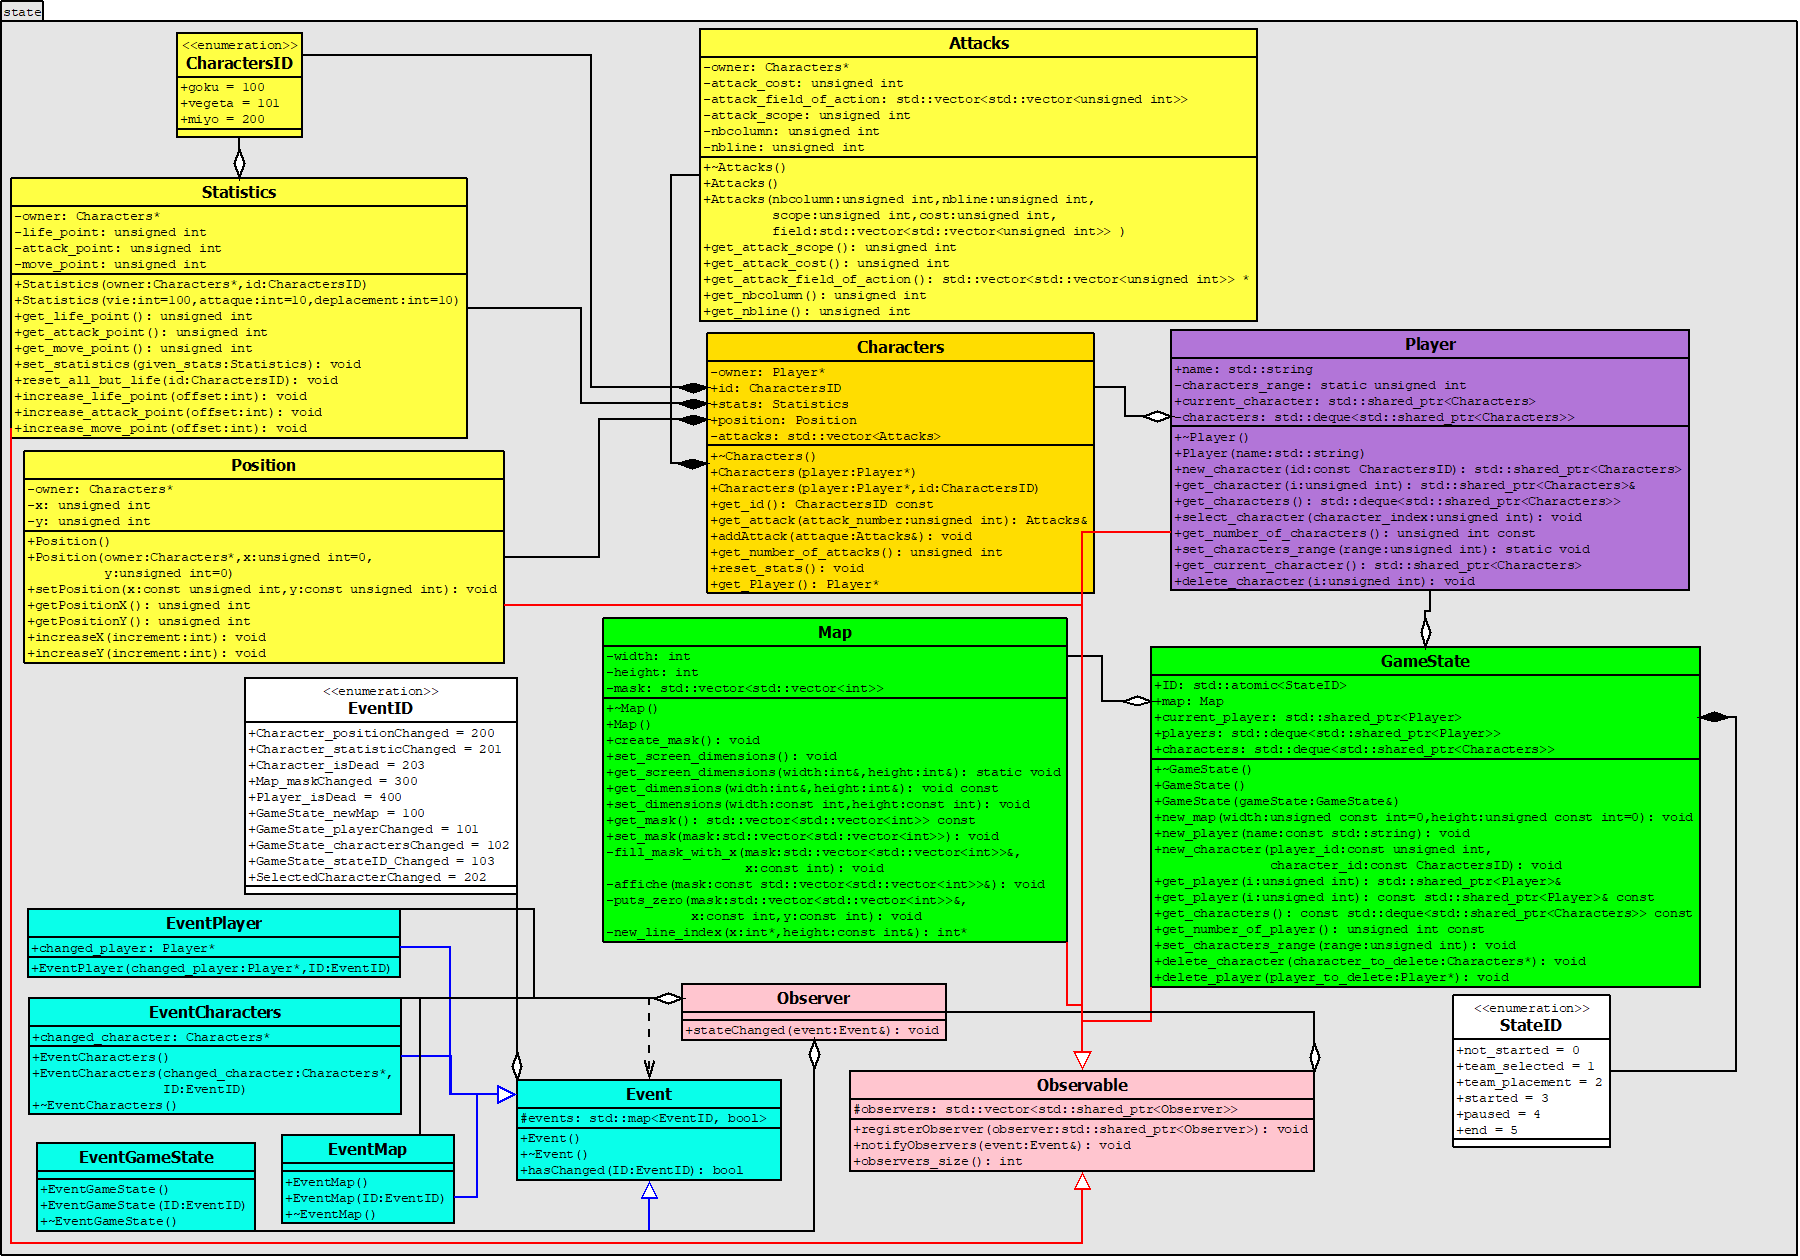 state
<<enumeration>>
CharactersID
+goku = 100
+vegeta = 101
+miyo = 200
Attacks
-owner: Characters*
-attack_cost: unsigned int
-attack_field_of_action: std::vector<std::vector<unsigned int>>
-attack_scope: unsigned int
-nbcolumn: unsigned int
-nbline: unsigned int
+~Attacks()
+Attacks()
+Attacks(nbcolumn:unsigned int,nbline:unsigned int,
scope:unsigned int,cost:unsigned int,
field:std::vector<std::vector<unsigned int>> )
+get_attack_scope(): unsigned int
+get_attack_cost(): unsigned int
+get_attack_field_of_action(): std::vector<std::vector<unsigned int>> *
+get_nbcolumn(): unsigned int
+get_nbline(): unsigned int
Statistics
-owner: Characters*
-life_point: unsigned int
-attack_point: unsigned int
-move_point: unsigned int
+Statistics(owner:Characters*,id:CharactersID)
+Statistics(vie:int=100,attaque:int=10,deplacement:int=10)
+get_life_point(): unsigned int
+get_attack_point(): unsigned int
+get_move_point(): unsigned int
+set_statistics(given_stats:Statistics): void
+reset_all_but_life(id:CharactersID): void
+increase_life_point(offset:int): void
+increase_attack_point(offset:int): void
+increase_move_point(offset:int): void
Characters
-owner: Player*
+id: CharactersID
+stats: Statistics
+position: Position
-attacks: std::vector<Attacks>
+~Characters()
+Characters(player:Player*)
+Characters(player:Player*,id:CharactersID)
+get_id(): CharactersID const
+get_attack(attack_number:unsigned int): Attacks&
+addAttack(attaque:Attacks&): void
+get_number_of_attacks(): unsigned int
+reset_stats(): void
+get_Player(): Player*
Player
+name: std::string
-characters_range: static unsigned int
+current_character: std::shared_ptr<Characters>
-characters: std::deque<std::shared_ptr<Characters>>
+~Player()
+Player(name:std::string)
+new_character(id:const CharactersID): std::shared_ptr<Characters>
+get_character(i:unsigned int): std::shared_ptr<Characters>&
+get_characters(): std::deque<std::shared_ptr<Characters>>
+select_character(character_index:unsigned int): void
+get_number_of_characters(): unsigned int const
+set_characters_range(range:unsigned int): static void
+get_current_character(): std::shared_ptr<Characters>
+delete_character(i:unsigned int): void
Position
-owner: Characters*
-x: unsigned int
-y: unsigned int
+Position()
+Position(owner:Characters*,x:unsigned int=0,
y:unsigned int=0)
+setPosition(x:const unsigned int,y:const unsigned int): void
+getPositionX(): unsigned int
+getPositionY(): unsigned int
+increaseX(increment:int): void
+increaseY(increment:int): void
Map
-width: int
-height: int
-mask: std::vector<std::vector<int>>
+~Map()
+Map()
+create_mask(): void
+set_screen_dimensions(): void
+get_screen_dimensions(width:int&,height:int&): static void
+get_dimensions(width:int&,height:int&): void const
+set_dimensions(width:const int,height:const int): void
+get_mask(): std::vector<std::vector<int>> const
+set_mask(mask:std::vector<std::vector<int>>): void
-fill_mask_with_x(mask:std::vector<std::vector<int>>&,
x:const int): void
-affiche(mask:const std::vector<std::vector<int>>&): void
-puts_zero(mask:std::vector<std::vector<int>>&,
x:const int,y:const int): void
-new_line_index(x:int*,height:const int&): int*
GameState
+ID: std::atomic<StateID>
+map: Map
+current_player: std::shared_ptr<Player>
+players: std::deque<std::shared_ptr<Player>>
+characters: std::deque<std::shared_ptr<Characters>>
+~GameState()
+GameState()
+GameState(gameState:GameState&)
+new_map(width:unsigned const int=0,height:unsigned const int=0): void
+new_player(name:const std::string): void
+new_character(player_id:const unsigned int,
character_id:const CharactersID): void
+get_player(i:unsigned int): std::shared_ptr<Player>&
+get_player(i:unsigned int): const std::shared_ptr<Player>& const
+get_characters(): const std::deque<std::shared_ptr<Characters>> const
+get_number_of_player(): unsigned int const
+set_characters_range(range:unsigned int): void
+delete_character(character_to_delete:Characters*): void
+delete_player(player_to_delete:Player*): void
<<enumeration>>
EventID
+Character_positionChanged = 200
+Character_statisticChanged = 201
+Character_isDead = 203
+Map_maskChanged = 300
+Player_isDead = 400
+GameState_newMap = 100
+GameState_playerChanged = 101
+GameState_charactersChanged = 102
+GameState_stateID_Changed = 103
+SelectedCharacterChanged = 202
EventPlayer
+changed_player: Player*
+EventPlayer(changed_player:Player*,ID:EventID)
EventCharacters
+changed_character: Characters*
+EventCharacters()
+EventCharacters(changed_character:Characters*,
ID:EventID)
+~EventCharacters()
Observer
+stateChanged(event:Event&): void
<<enumeration>>
StateID
+not_started = 0
+team_selected = 1
+team_placement = 2
+started = 3
+paused = 4
+end = 5
Event
#events: std::map<EventID, bool>
+Event()
+~Event()
+hasChanged(ID:EventID): bool
Observable
#observers: std::vector<std::shared_ptr<Observer>>
+registerObserver(observer:std::shared_ptr<Observer>): void
+notifyObservers(event:Event&): void
+observers_size(): int
EventGameState
+EventGameState()
+EventGameState(ID:EventID)
+~EventGameState()
EventMap
+EventMap()
+EventMap(ID:EventID)
+~EventMap()